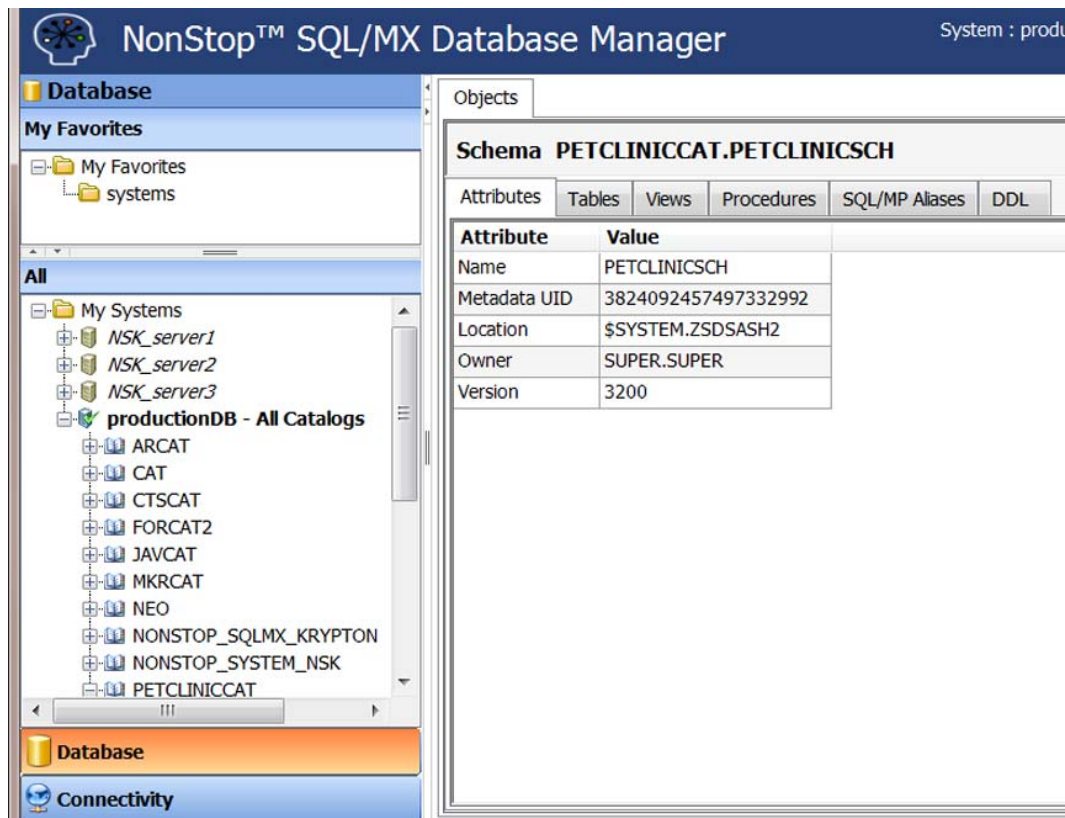 NonStop™ SQL/MX Database Manager
System : produ
Database
My Favorites
My Favorites
systems
All
My Systems
NSK_server1
NSK_server2
NSK_server3
productionDB - All Catalogs
ARCAT
CAT
CTSCAT
FORCAT2
JAVCAT
MKRCAT
NEO
NONSTOP_SQLMX_KRYPTON
NONSTOP_SYSTEM_NSK
PETCLINICCAT
Database
Connectivity
Objects
Schema PETCLINICCAT.PETCLINICSCH
Attributes Tables Views Procedures SQL/MP Aliases DDL
Attribute Value
Name PETCLINICSCH
Metadata UID 3824092457497332992
Location $SYSTEM.ZSDSASH2
Owner SUPER.SUPER
Version 3200